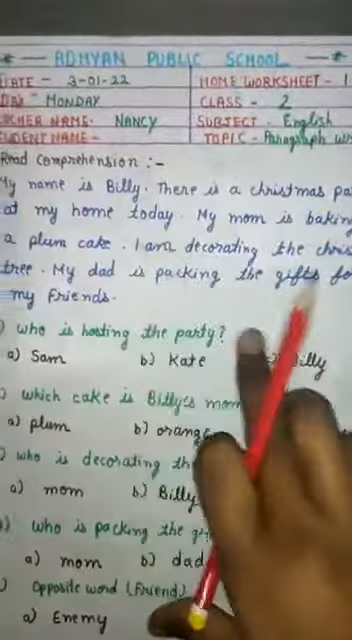 ADHYAN PUBLIC SCHOOL
DATE - 3-01-22 HOME WORKSHEET - 1
DAY - MONDAY CLASS - 2
TEACHER NAME: NANCY SUBJECT - English
STUDENT NAME - TOPIC - Paragraph
Read Comprehension :-
My name is Billy. There is a christmas
at my home today. My mom is baking
a plum cake. I am decorating the
tree. My dad is packing the gifts
my friends.
) who is hosting the party?
a) Sam b) Kate Billy
) which cake is Billy's mom
a) plum b) orange
) who is decorating
a) mom b) Billy
) who is packing the
a) mom b) dad
) opposite word (Friend)
a) Enemy